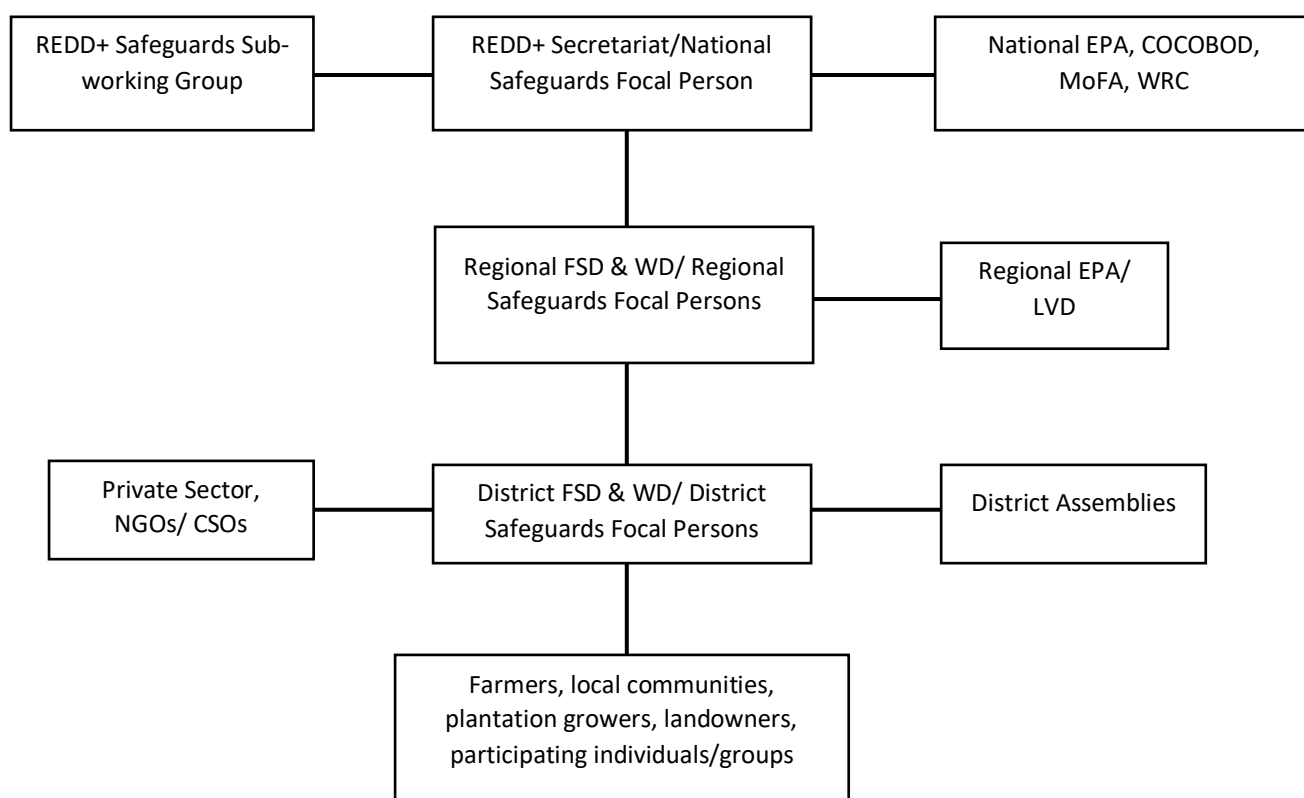 REDD+ Safeguards Sub-
working Group
REDD+ Secretariat/National
Safeguards Focal Person
National EPA, COCOBOD,
MoFA, WRC
Regional FSD & WD/ Regional
Safeguards Focal Persons
Regional EPA/
LVD
Private Sector,
NGOs/ CSOs
District FSD & WD/ District
Safeguards Focal Persons
District Assemblies
Farmers, local communities,
plantation growers, landowners,
participating individuals/groups